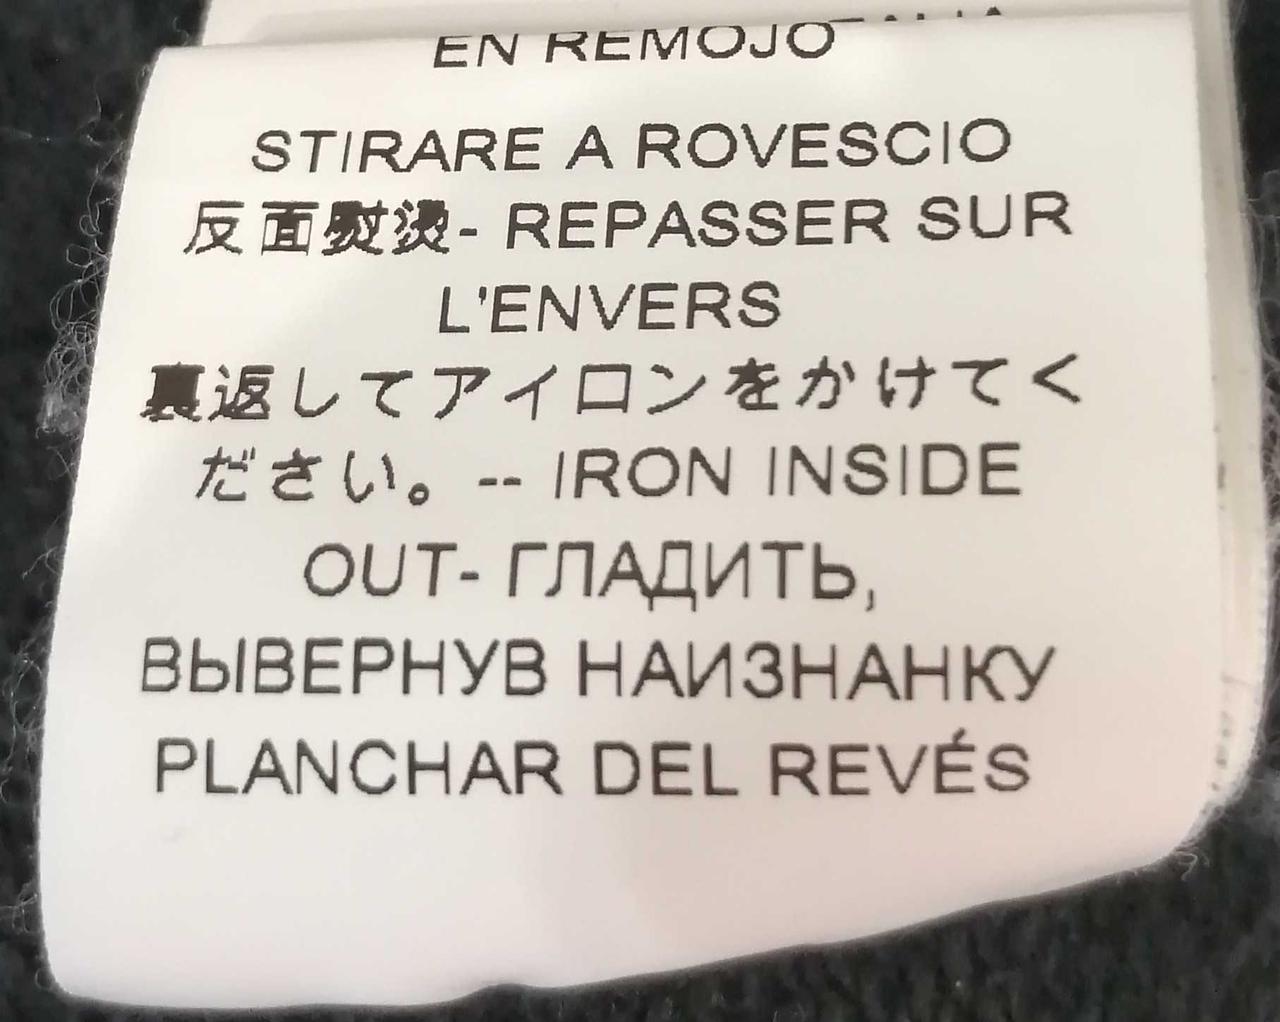 EN REMOJO
STIRARE A ROVESCIO
反面熨烫- REPASSER SUR
L'ENVERS
裏返してアイロンをかけてく
ださい。-- IRON INSIDE
OUT- ГЛАДИТЬ,
ВЫВЕРНУВ НАИЗНАНКУ
PLANCHAR DEL REVÉS